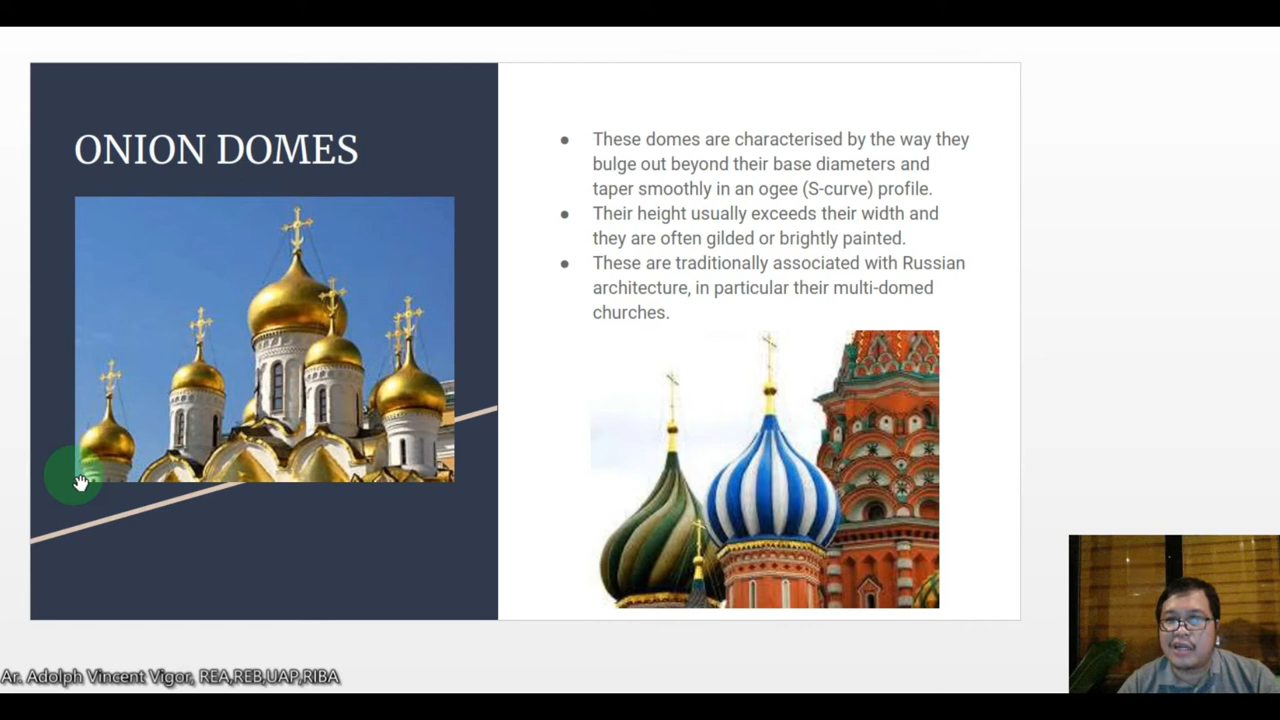 ONION DOMES
● These domes are characterised by the way they
bulge out beyond their base diameters and
taper smoothly in an ogee (S-curve) profile.
● Their height usually exceeds their width and
they are often gilded or brightly painted.
● These are traditionally associated with Russian
architecture, in particular their multi-domed
churches.
Ar. Adolph Vincent Vigor, REA,REB,UAP,RIBA